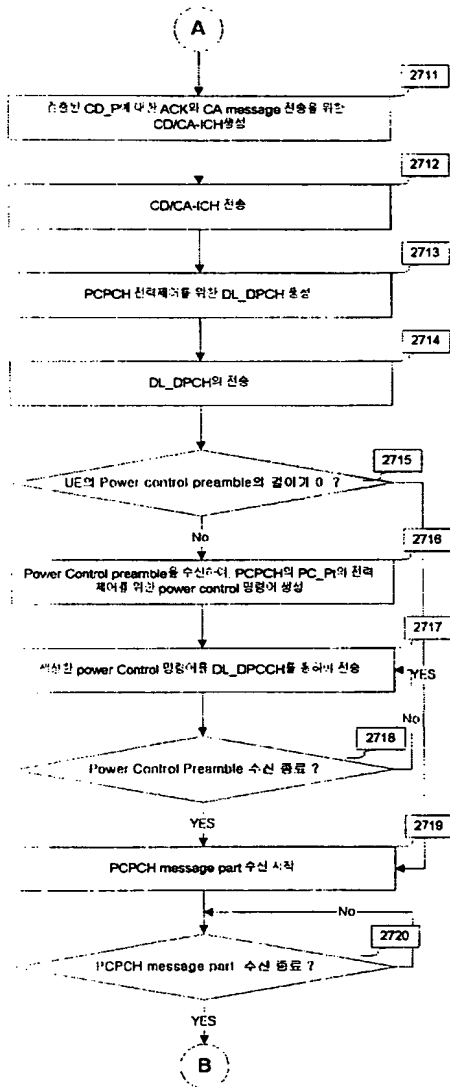 A
2711
CD_P에 대한 ACK와 CA message 전송을 위한
CD/CA-ICH생성
2712
CD/CA-ICH 전송
2713
PCPCH 전력제어를 위한 DL_DPCH 생성
2714
DL_DPCH의 전송
2715
UE의 Power control preamble의 길이가 0 ?
No
2716
Power Control preamble을 수신하여, PCPCH의 PC_P의 전력
제어를 위한 power control 명령어 생성
2717
생성한 power Control 명령어를 DL_DPCCH를 통하여 전송
YES
No
2718
Power Control Preamble 수신 종료 ?
YES
2719
PCPCH message part 수신 시작
No
2720
PCPCH message part 수신 종료 ?
YES
B